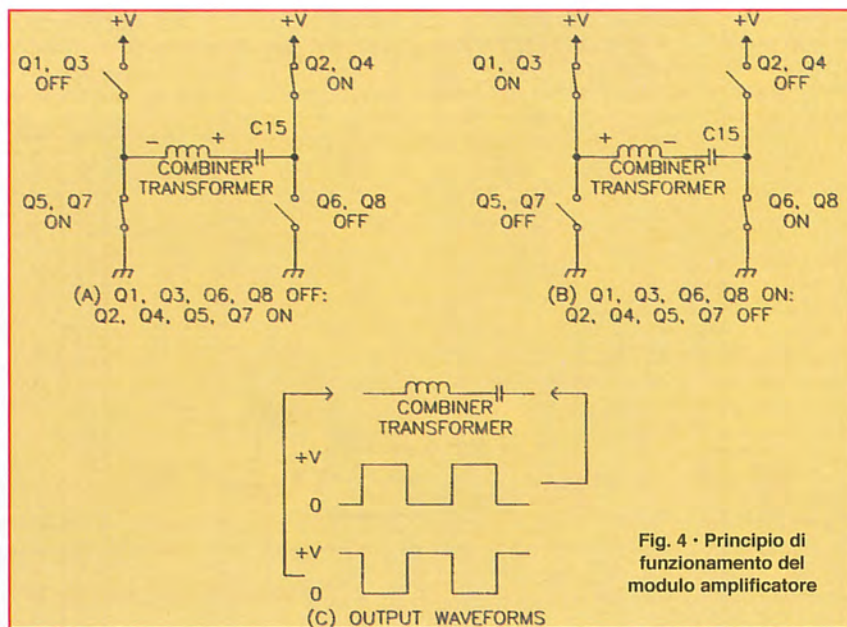 +V
Q1, Q3
OFF
+V
Q2, Q4
ON
- +
C15
COMBINER
TRANSFORMER
Q5, Q7
ON
Q6, Q8
OFF
(A) Q1, Q3, Q6, Q8 OFF:
Q2, Q4, Q5, Q7 ON
+V
Q1, Q3
ON
+V
Q2, Q4
OFF
+ -
C15
COMBINER
TRANSFORMER
Q5, Q7
OFF
Q6, Q8
ON
(B) Q1, Q3, Q6, Q8 ON:
Q2, Q4, Q5, Q7 OFF
COMBINER
TRANSFORMER
+V
0
+V
0
(C) OUTPUT WAVEFORMS
Fig. 4 · Principio di
funzionamento del
modulo amplificatore